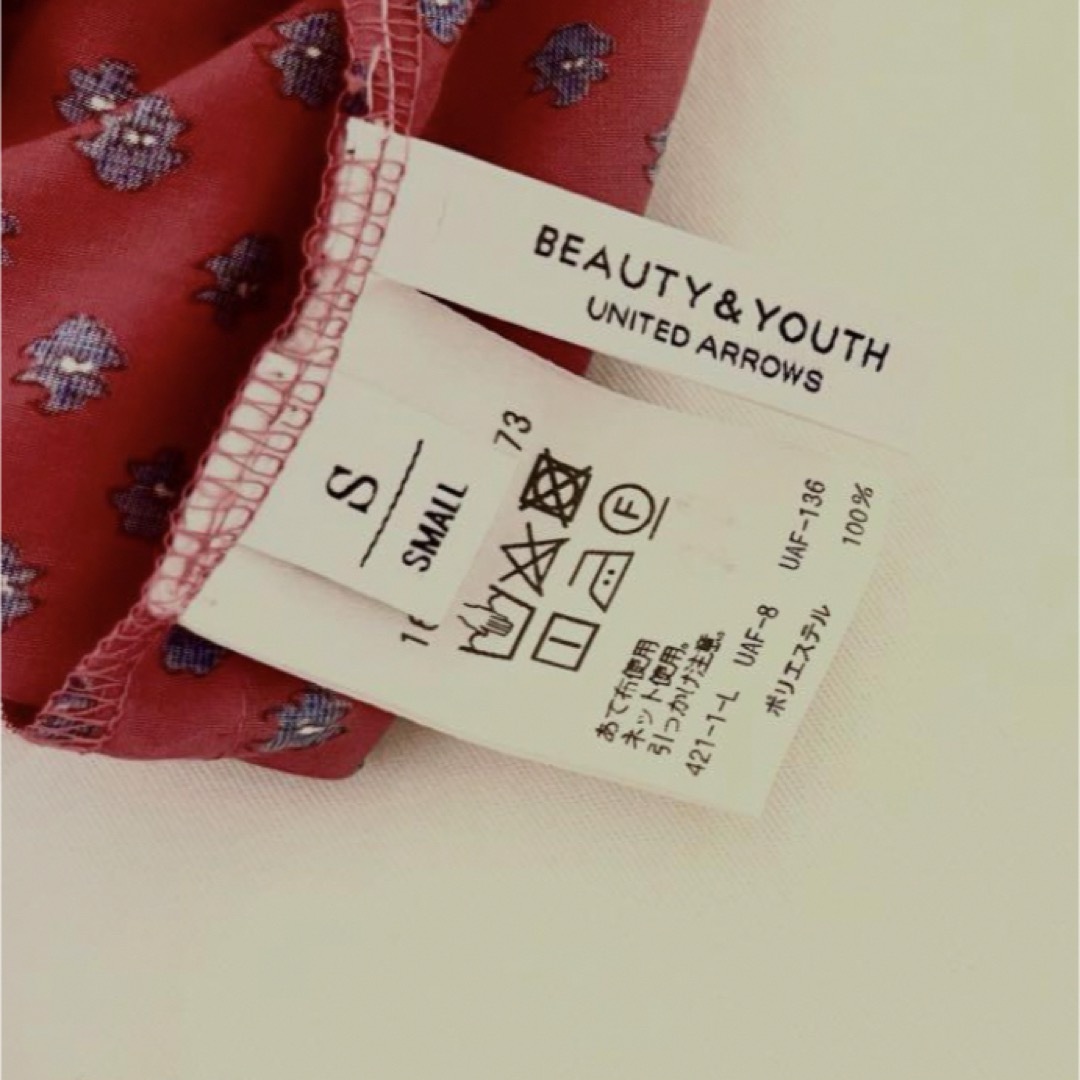 BEAUTY&YOUTH
UNITED ARROWS
S
SMALL
73
F
あて布使用
ネット使用。
引っかけ注意。
421-1-L UAF-8 UAF-136
ポリエステル 100%